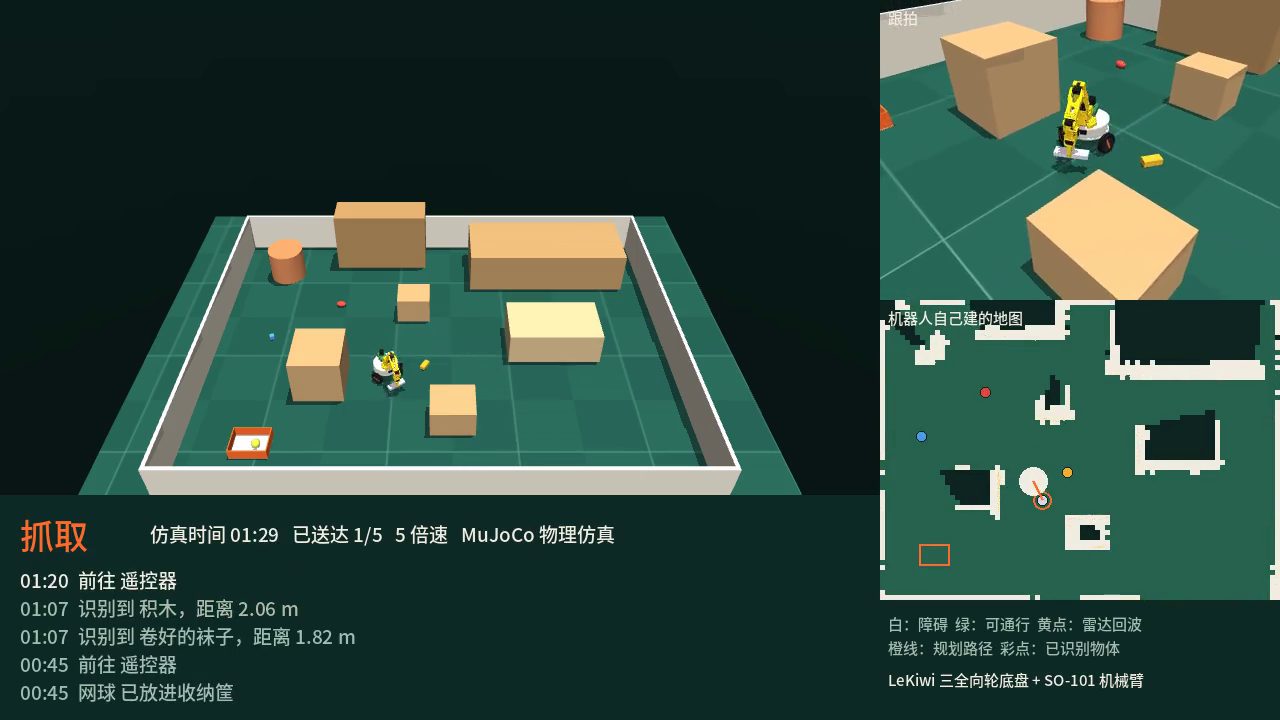 跟拍
机器人自己建的地图
抓取
仿真时间 01:29 已送达 1/5 5 倍速 MuJoCo 物理仿真
01:20 前往 遥控器
01:07 识别到 积木，距离 2.06 m
01:07 识别到 卷好的袜子，距离 1.82 m
00:45 前往 遥控器
00:45 网球 已放进收纳筐
白：障碍 绿：可通行 黄点：雷达回波
橙线：规划路径 彩点：已识别物体
LeKiwi 三全向轮底盘 + SO-101 机械臂